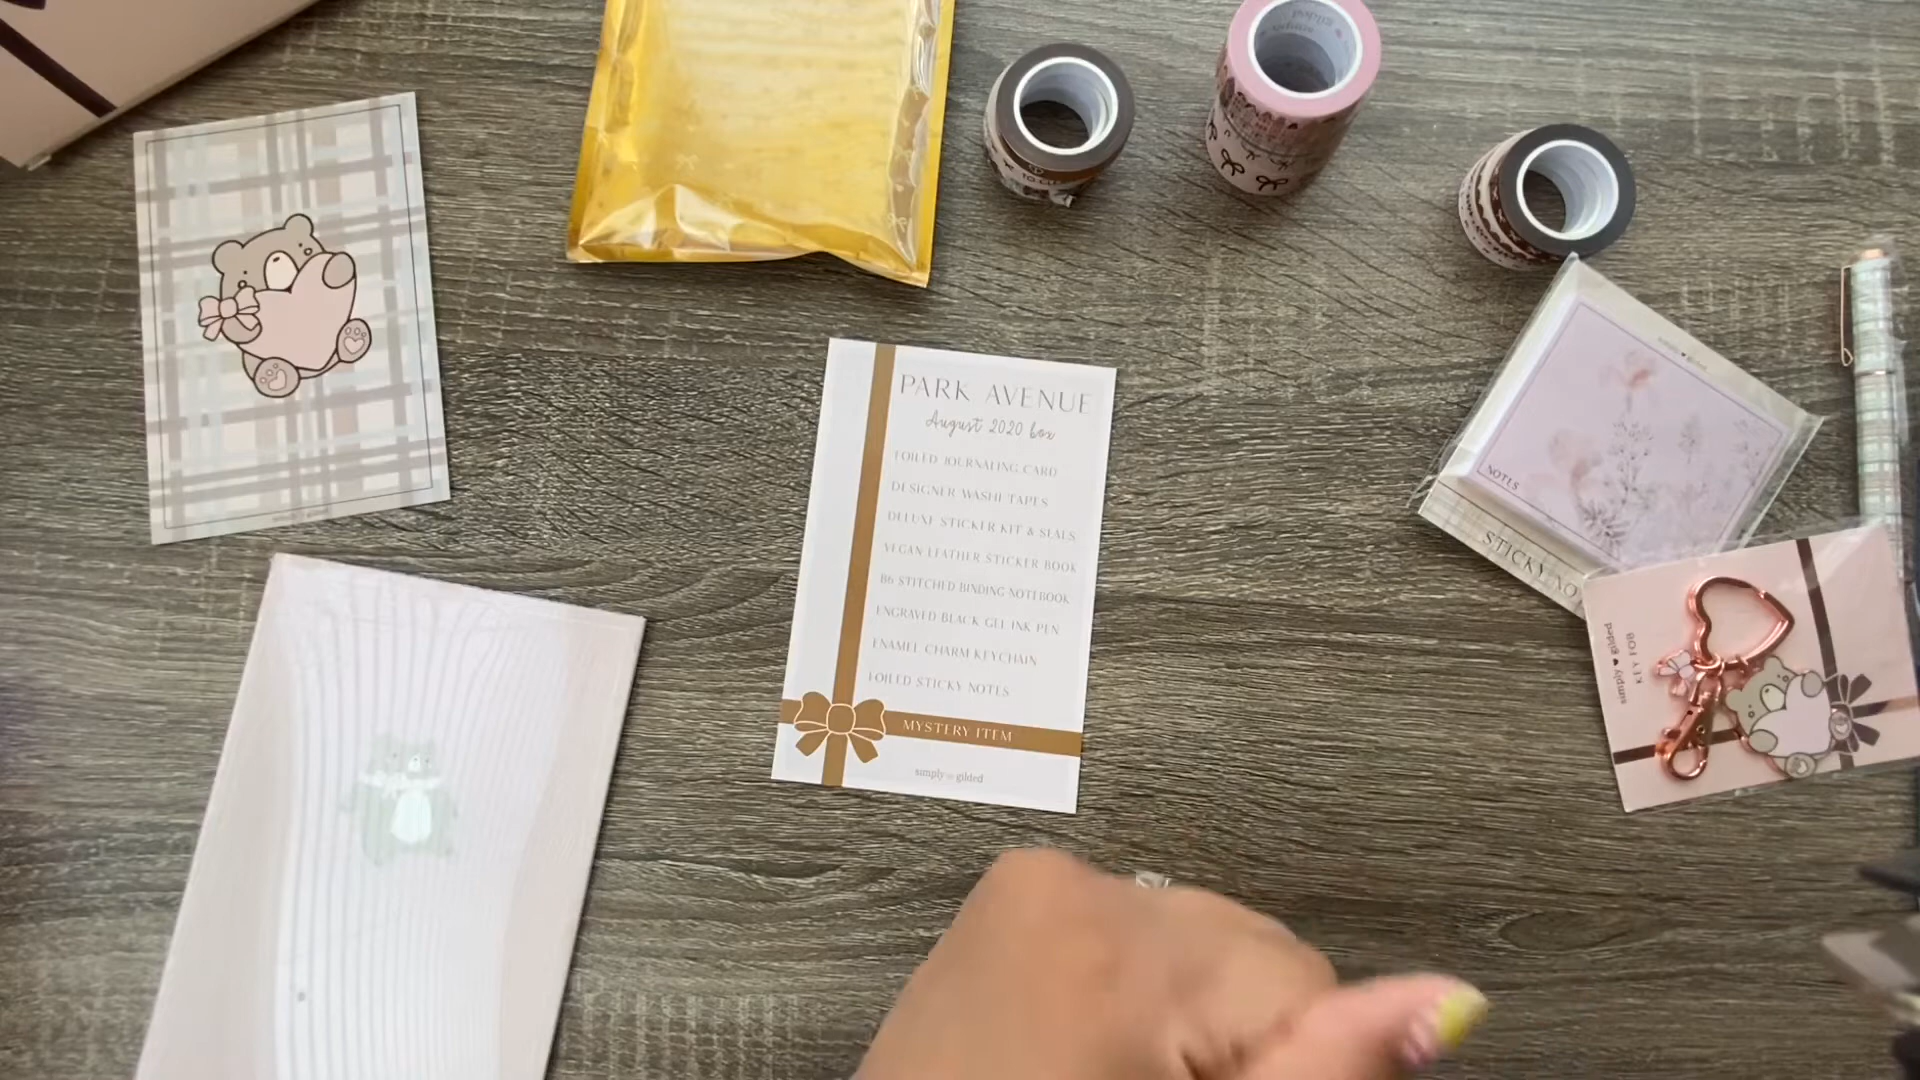 PARK AVENUE
August 2020 box
FOILED JOURNALING CARD
DESIGNER WASHI TAPES
DELUXE STICKER KIT & SEALS
VEGAN LEATHER STICKER BOOK
B6 STITCHED BINDING NOTEBOOK
ENGRAVED BLACK GEL INK PEN
ENAMEL CHARM KEYCHAIN
FOILED STICKY NOTES
MYSTERY ITEM
simply gilded
simply gilded
NOTES
STICKY NO
simply gilded
KEY FOB